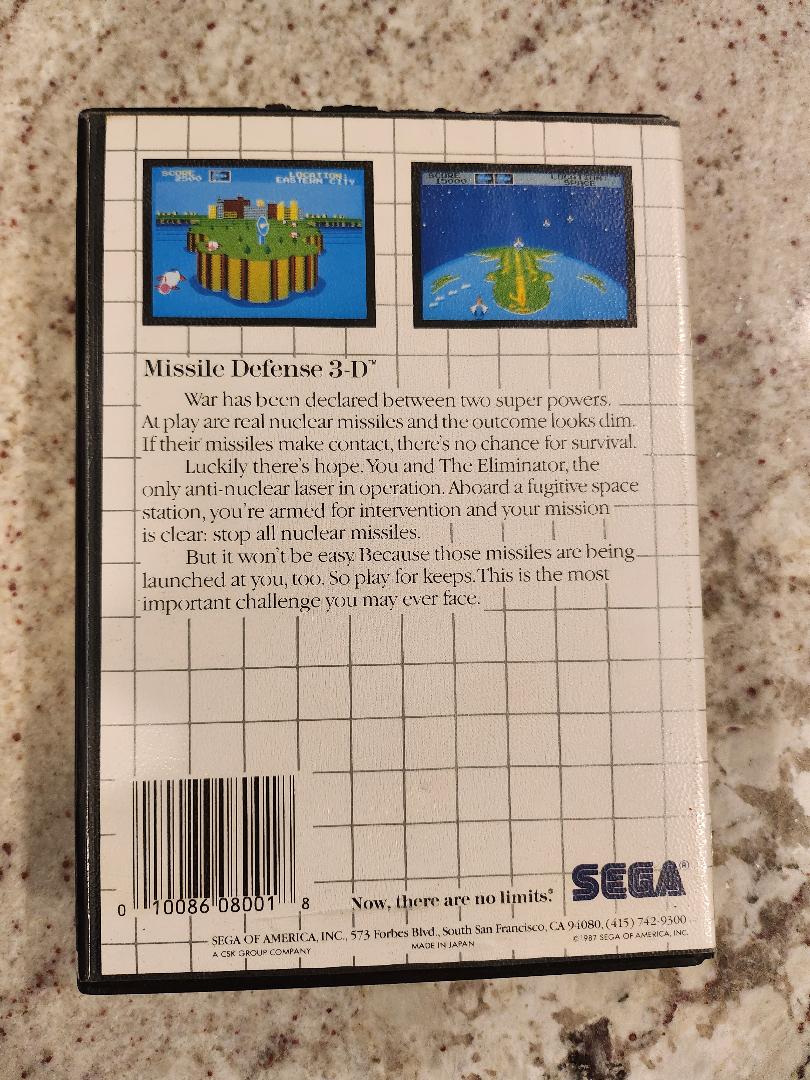 SCORE
2500
LOCATION:
EASTERN CITY
SCORE
15000
SPACE
Missile Defense 3-D™
War has been declared between two super powers.
At play are real nuclear missiles and the outcome looks dim.
If their missiles make contact, there's no chance for survival.
Luckily there's hope. You and The Eliminator, the
only anti-nuclear laser in operation. Aboard a fugitive space
station, you're armed for intervention and your mission
is clear: stop all nuclear missiles.
But it won't be easy. Because those missiles are being
launched at you, too. So play for keeps. This is the most
important challenge you may ever face.
0 10086 08001 8
Now, there are no limits.®
SEGA®
SEGA OF AMERICA, INC., 573 Forbes Blvd., South San Francisco, CA 94080, (415) 742-9300
A CSK GROUP COMPANY
MADE IN JAPAN
© 1987 SEGA OF AMERICA, INC.